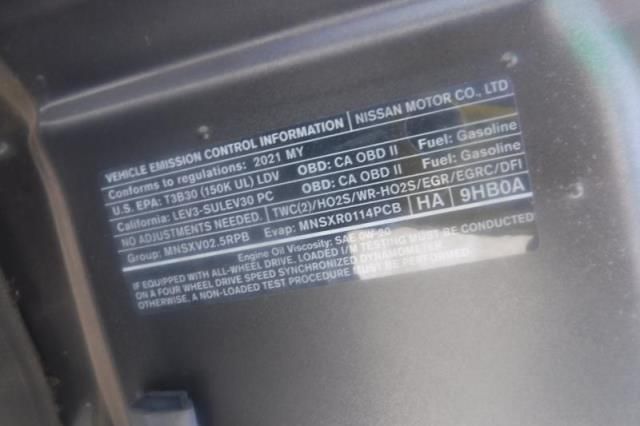 VEHICLE EMISSION CONTROL INFORMATION NISSAN MOTOR CO., LTD
Conforms to regulations: 2021 MY
U.S. EPA: T3B30 (150K UL) LDV OBD: CA OBD II Fuel: Gasoline
California: LEV3-SULEV30 PC OBD: CA OBD II Fuel: Gasoline
NO ADJUSTMENTS NEEDED. TWC(2)/HO2S/WR-HO2S/EGR/EGRC/DFI
Group: MNSXV02.5RPB Evap: MNSXR0114PCB HA 9HB0A
Engine Oil Viscosity: SAE 0W-20
IF EQUIPPED WITH ALL-WHEEL DRIVE, LOADED I/M TESTING MUST BE CONDUCTED
ON A FOUR WHEEL DRIVE SPEED SYNCHRONIZED DYNAMOMETER.
OTHERWISE, A NON-LOADED TEST PROCEDURE MUST BE PERFORMED